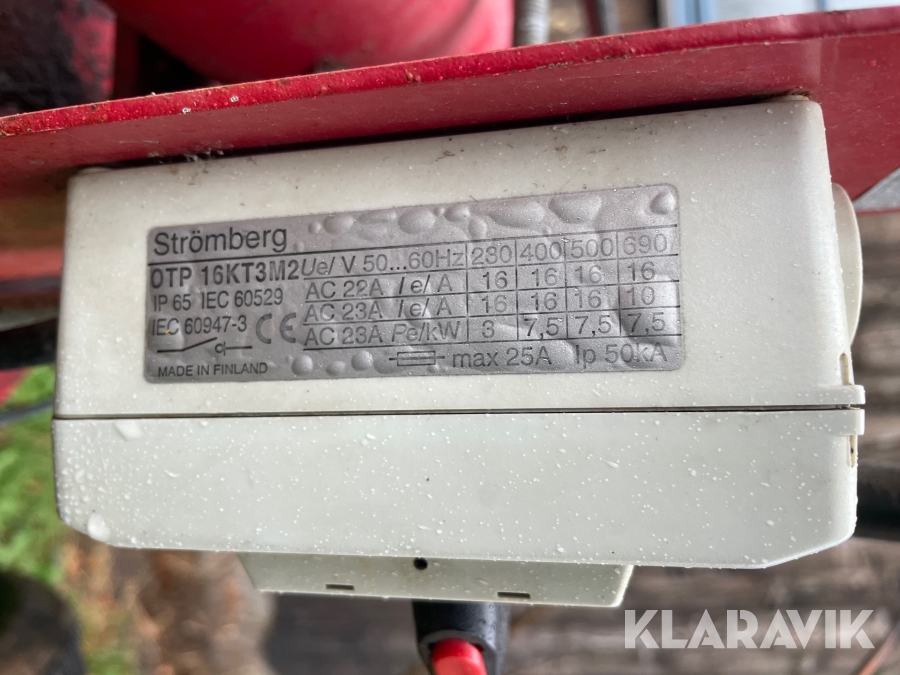 Strömberg
OTP 16KT3M2 Ue/ V 50...60Hz 230 400 500 690
IP 65 IEC 60529 AC 22A / e/ A 16 16 16 16
IEC 60947-3 CE AC 23A / e/ A 16 16 16 10
AC 23A Pe/kW 3 7,5 7,5 7,5
max 25A Ip 50kA
MADE IN FINLAND
KLARAVIK